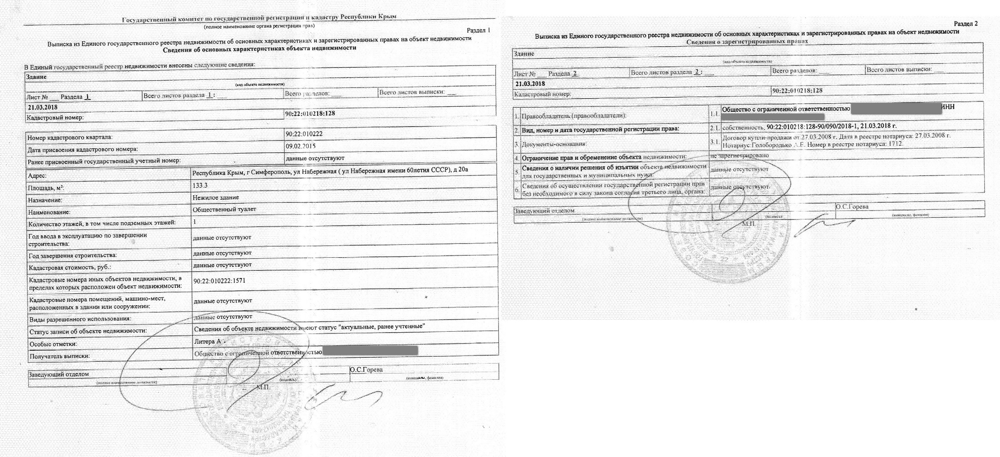 Государственный комитет по государственной регистрации и кадастру Республики Крым
(полное наименование органа регистрации прав)
Раздел 1
Выписка из Единого государственного реестра недвижимости об основных характеристиках и зарегистрированных правах на объект недвижимости
Сведения об основных характеристиках объекта недвижимости
В Единый государственный реестр недвижимости внесены следующие сведения:
Здание
(вид объекта недвижимости)
Лист № ___ Раздела 1 Всего листов раздела 1 : ___ Всего разделов: ___ Всего листов выписки: ___
21.03.2018
Кадастровый номер: 90:22:010218:128
Номер кадастрового квартала: 90:22:010222
Дата присвоения кадастрового номера: 09.02.2015
Ранее присвоенный государственный учетный номер: данные отсутствуют
Адрес: Республика Крым, г Симферополь, ул Набережная ( ул Набережная имени 60летия СССР), д 20а
Площадь, м²: 133.3
Назначение: Нежилое здание
Наименование: Общественный туалет
Количество этажей, в том числе подземных этажей: 1
Год ввода в эксплуатацию по завершении
строительства: данные отсутствуют
Год завершения строительства: данные отсутствуют
Кадастровая стоимость, руб.: данные отсутствуют
Кадастровые номера иных объектов недвижимости, в
пределах которых расположен объект недвижимости: 90:22:010222:1571
Кадастровые номера помещений, машино-мест,
расположенных в здании или сооружении: данные отсутствуют
Виды разрешенного использования: данные отсутствуют
Статус записи об объекте недвижимости: Сведения об объекте недвижимости имеют статус "актуальные, ранее учтенные"
Особые отметки: Литера А
Получатель выписки: Общество с ограниченной ответственностью
Заведующий отделом О.С.Горева
(полное наименование должности) (подпись) (инициалы, фамилия)
М.П.
Раздел 2
Выписка из Единого государственного реестра недвижимости об основных характеристиках и зарегистрированных правах на объект недвижимости
Сведения о зарегистрированных правах
Здание
(вид объекта недвижимости)
Лист № ___ Раздела 2 Всего листов раздела 2 : ___ Всего разделов: ___ Всего листов выписки: ___
21.03.2018
Кадастровый номер: 90:22:010218:128
1. Правообладатель (правообладатели): 1.1. Общество с ограниченной ответственностью ИНН
2. Вид, номер и дата государственной регистрации права: 2.1. собственность, 90:22:010218:128-90/090/2018-1, 21.03.2018 г.
3. Документы-основания: 3.1. Договор купли-продажи от 27.03.2008 г. Дата в реестре нотариуса: 27.03.2008 г.
Нотариус:Голобородько А.Е. Номер в реестре нотариуса: 1712.
4. Ограничение прав и обременение объекта недвижимости: не зарегистрировано
5. Сведения о наличии решения об изъятии объекта недвижимости
для государственных и муниципальных нужд: данные отсутствуют
6. Сведения об осуществлении государственной регистрации прав
без необходимого в силу закона согласия третьего лица, органа: данные отсутствуют.
Заведующий отделом О.С.Горева
(полное наименование должности) (подпись) (инициалы, фамилия)
М.П.